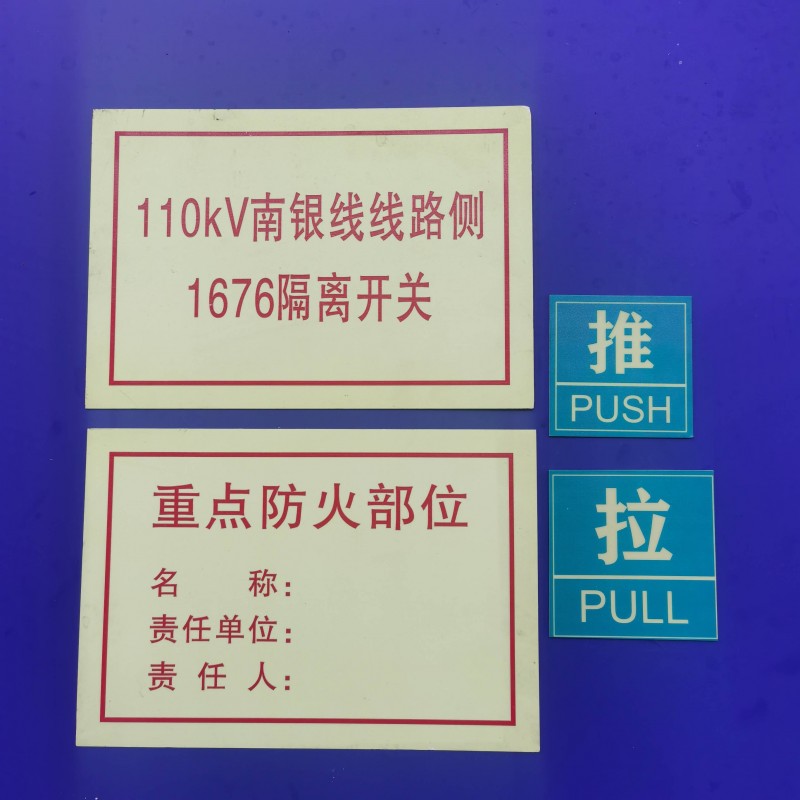 110kV南银线线路侧
1676隔离开关
推
PUSH
重点防火部位
名 称：
责任单位：
责 任 人：
拉
PULL